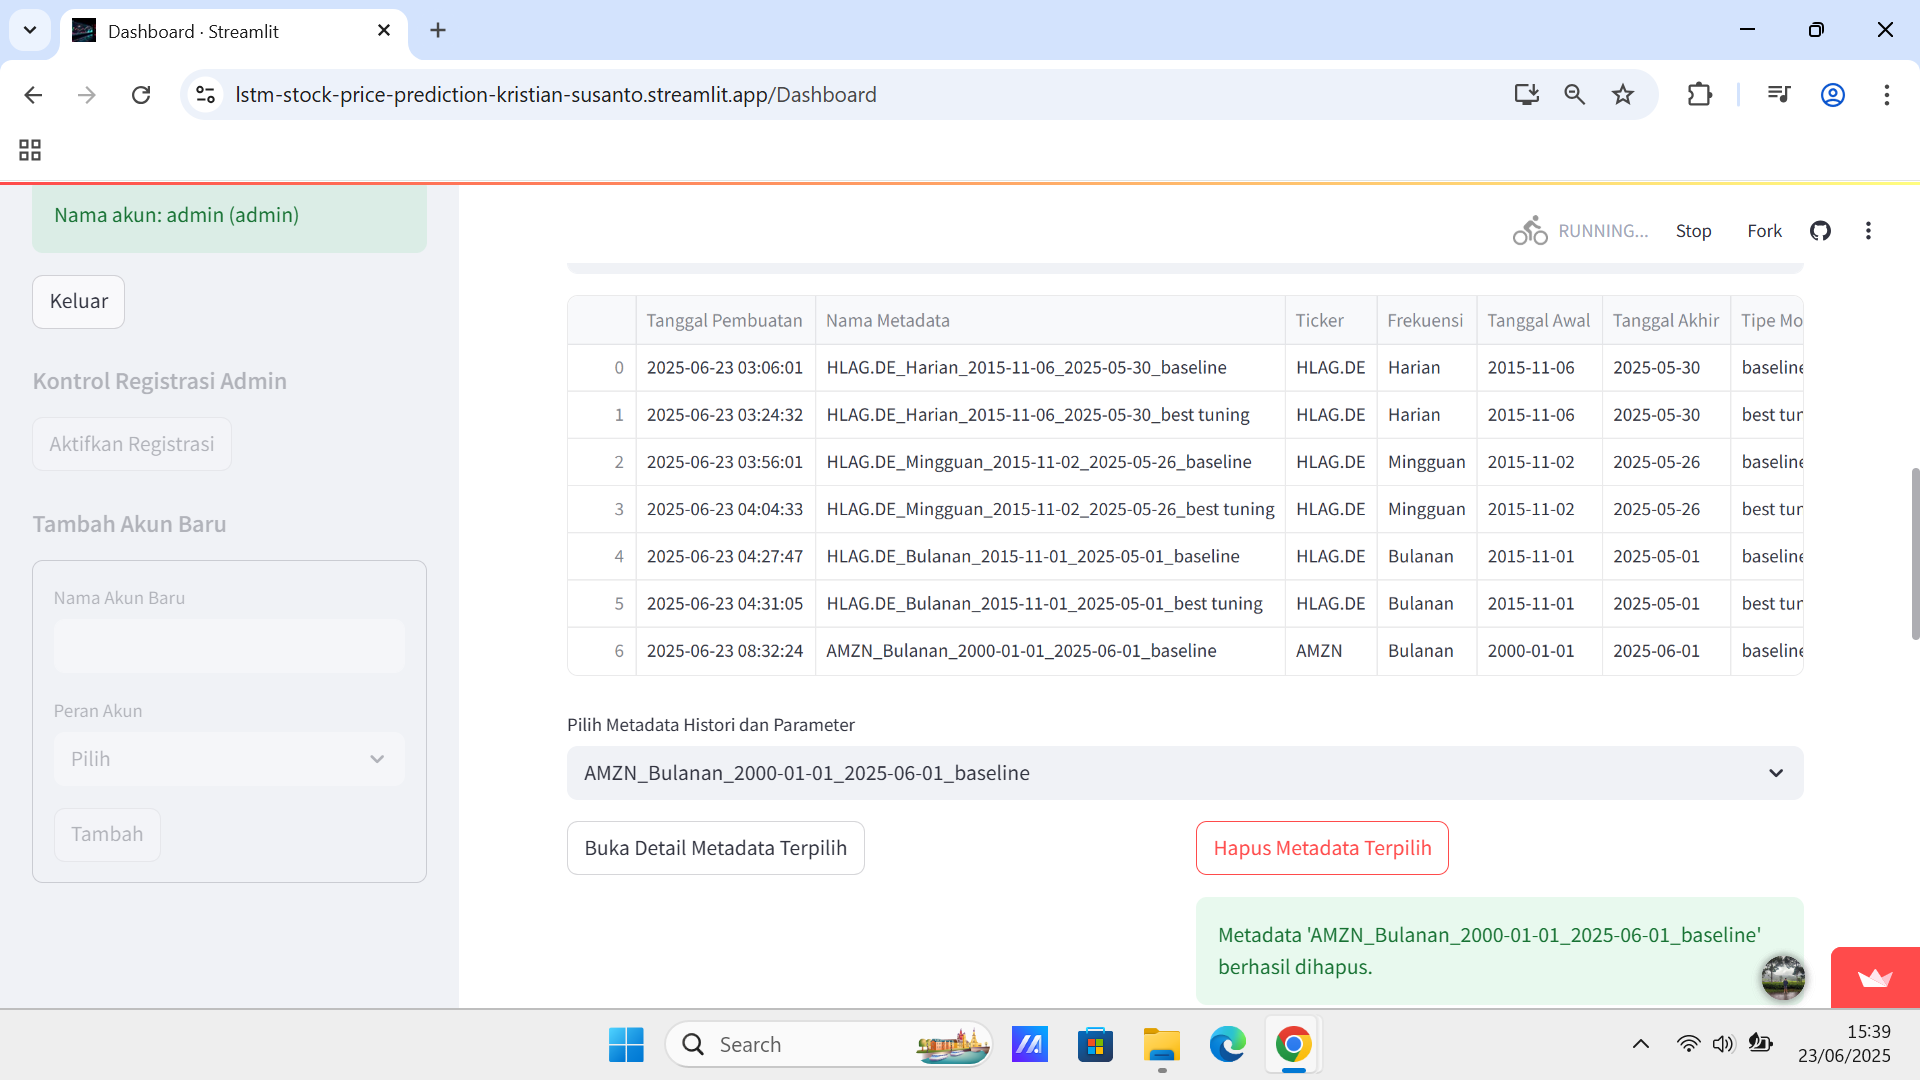 Dashboard · Streamlit
lstm-stock-price-prediction-kristian-susanto.streamlit.app/Dashboard
Nama akun: admin (admin)
Keluar
Kontrol Registrasi Admin
Aktifkan Registrasi
Tambah Akun Baru
Nama Akun Baru
Peran Akun
Pilih
Tambah
RUNNING... Stop Fork
Tanggal Pembuatan Nama Metadata Ticker Frekuensi Tanggal Awal Tanggal Akhir Tipe Mo
0 2025-06-23 03:06:01 HLAG.DE_Harian_2015-11-06_2025-05-30_baseline HLAG.DE Harian 2015-11-06 2025-05-30 baseline
1 2025-06-23 03:24:32 HLAG.DE_Harian_2015-11-06_2025-05-30_best tuning HLAG.DE Harian 2015-11-06 2025-05-30 best tun
2 2025-06-23 03:56:01 HLAG.DE_Mingguan_2015-11-02_2025-05-26_baseline HLAG.DE Mingguan 2015-11-02 2025-05-26 baseline
3 2025-06-23 04:04:33 HLAG.DE_Mingguan_2015-11-02_2025-05-26_best tuning HLAG.DE Mingguan 2015-11-02 2025-05-26 best tun
4 2025-06-23 04:27:47 HLAG.DE_Bulanan_2015-11-01_2025-05-01_baseline HLAG.DE Bulanan 2015-11-01 2025-05-01 baseline
5 2025-06-23 04:31:05 HLAG.DE_Bulanan_2015-11-01_2025-05-01_best tuning HLAG.DE Bulanan 2015-11-01 2025-05-01 best tun
6 2025-06-23 08:32:24 AMZN_Bulanan_2000-01-01_2025-06-01_baseline AMZN Bulanan 2000-01-01 2025-06-01 baseline
Pilih Metadata Histori dan Parameter
AMZN_Bulanan_2000-01-01_2025-06-01_baseline
Buka Detail Metadata Terpilih
Hapus Metadata Terpilih
Metadata 'AMZN_Bulanan_2000-01-01_2025-06-01_baseline'
berhasil dihapus.
Search
15:39
23/06/2025